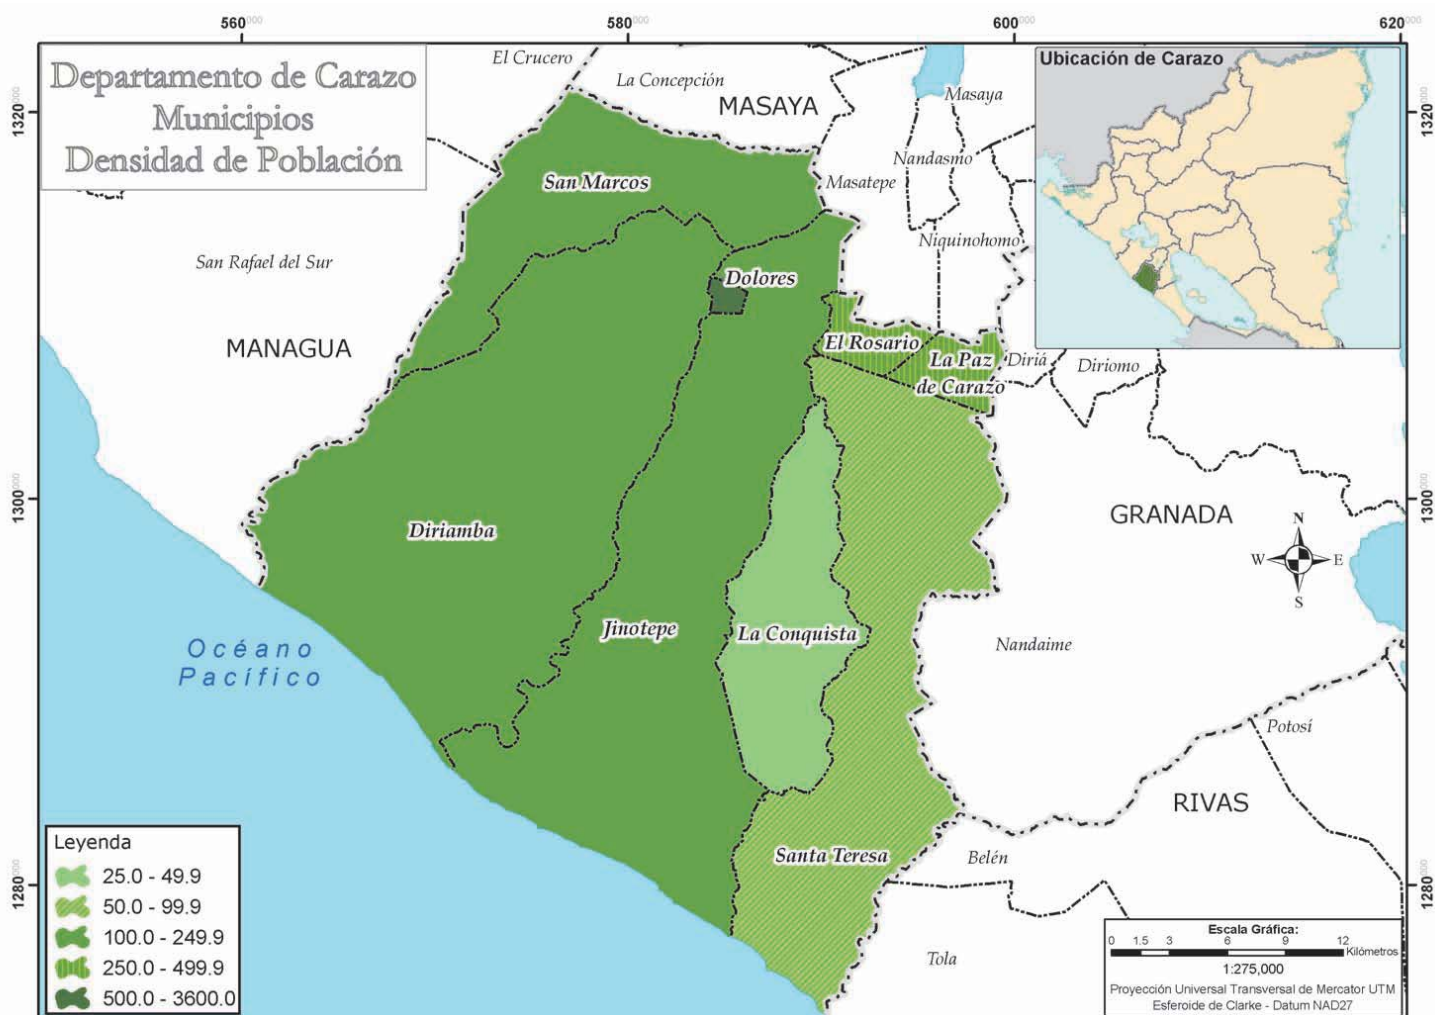 560000
580000
600000
620000
Departamento de Carazo
Municipios
Densidad de Población
El Crucero
La Concepción
MASAYA
Masaya
Ubicación de Carazo
1320000
1320000
Nandasmo
San Marcos
Masatepe
Niquinohomo
San Rafael del Sur
Dolores
MANAGUA
El Rosario
La Paz
de Carazo
Diriá
Diriomo
1300000
1300000
GRANADA
Diriamba
N
W
E
S
Jinotepe
La Conquista
Nandaime
Océano
Pacífico
Potosí
RIVAS
Santa Teresa
Belén
Tola
1280000
1280000
Leyenda
25.0 - 49.9
50.0 - 99.9
100.0 - 249.9
250.0 - 499.9
500.0 - 3600.0
Escala Gráfica:
0 1.5 3 6 9 12
Kilómetros
1:275,000
Proyección Universal Transversal de Mercator UTM
Esferoide de Clarke - Datum NAD27